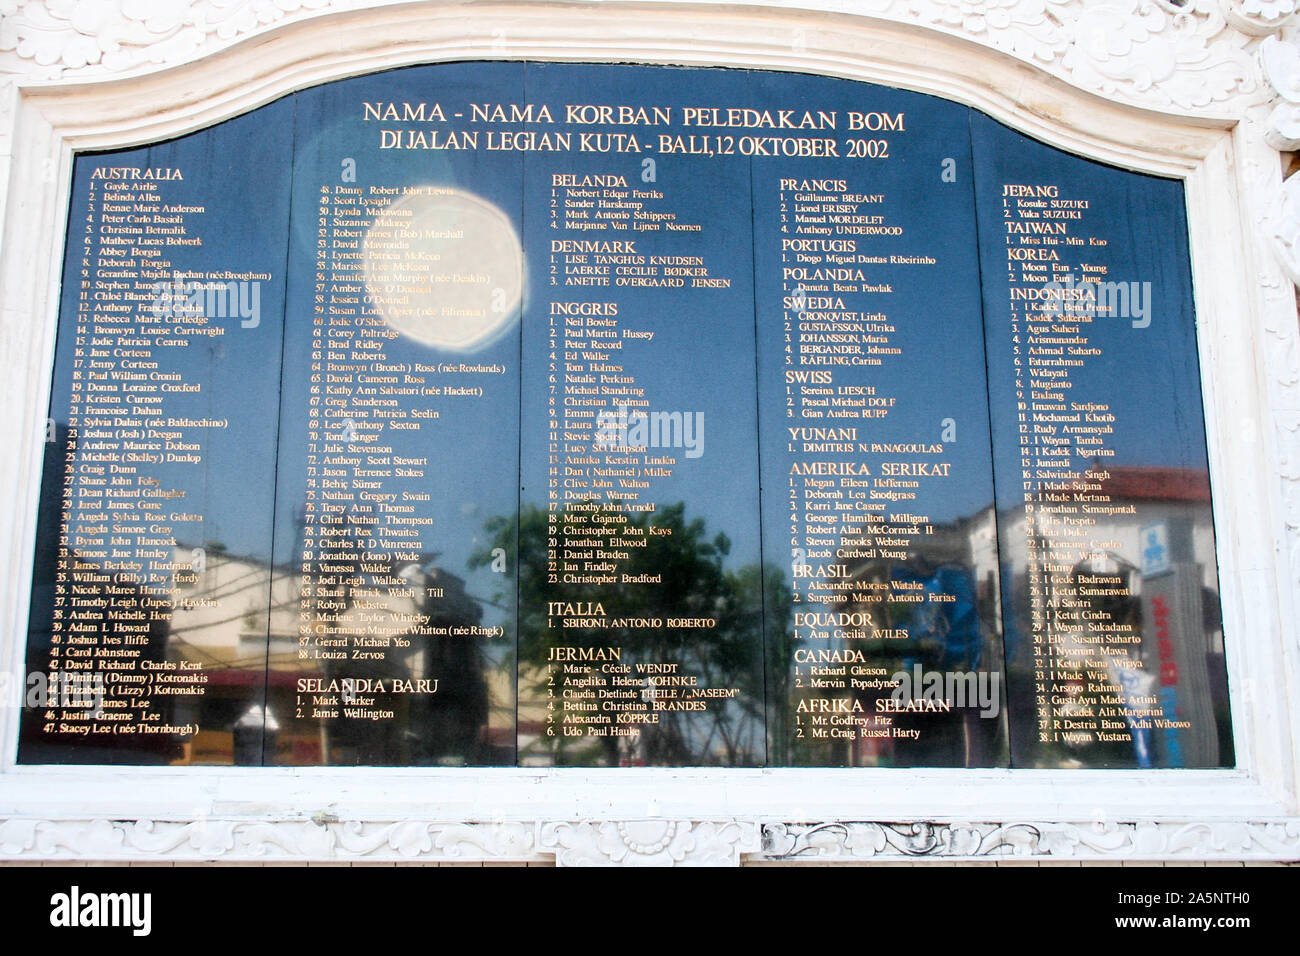 NAMA - NAMA KORBAN PELEDAKAN BOM
DI JALAN LEGIAN KUTA - BALI, 12 OKTOBER 2002
AUSTRALIA
1. Gayle Airlie
2. Belinda Allen
3. Renae Marie Anderson
4. Peter Carlo Basioli
5. Christina Betmalik
6. Mathew Lucas Bolwerk
7. Abbey Borgia
8. Deborah Borgia
9. Gerardine Majella Buchan (née Brougham)
10. Stephen James (Fish) Buchan
11. Chloë Blanche Byron
12. Anthony Francis Cachia
13. Rebecca Marie Cartledge
14. Bronwyn Louise Cartwright
15. Jodie Patricia Cearns
16. Jane Corteen
17. Jenny Corteen
18. Paul William Cronin
19. Donna Loraine Croxford
20. Kristen Curnow
21. Francoise Dahan
22. Sylvia Dalais (née Baldacchino)
23. Joshua (Josh) Deegan
24. Andrew Maurice Dobson
25. Michelle (Shelley) Dunlop
26. Craig Dunn
27. Shane John Foley
28. Dean Richard Gallagher
29. Jared James Gane
30. Angela Sylvia Rose Golotta
31. Angela Simone Gray
32. Byron John Hancock
33. Simone Jane Hanley
34. James Berkeley Hardman
35. William (Billy) Roy Hardy
36. Nicole Maree Harrison
37. Timothy Leigh (Jupes) Hawkins
38. Andrea Michelle Hore
39. Adam L. Howard
40. Joshua Ives Iliffe
41. Carol Johnstone
42. David Richard Charles Kent
43. Dimitra (Dimmy) Kotronakis
44. Elizabeth (Lizzy) Kotronakis
45. Aaron James Lee
46. Justin Graeme Lee
47. Stacey Lee (née Thornburgh)
48. Danny Robert John Lewis
49. Scott Lysaght
50. Lynda Makawana
51. Suzanne Maloney
52. Robert James (Bob) Marshall
53. David Mavroudis
54. Lynette Patricia McKeon
55. Marissa Lee McKeon
56. Jennifer Ann Murphy (née Deakin)
57. Amber Sue O'Donnell
58. Jessica O'Donnell
59. Susan Lona Ogier (née Filimina)
60. Jodie O'Shea
61. Corey Paltridge
62. Brad Ridley
63. Ben Roberts
64. Bronwyn (Bronch) Ross (née Rowlands)
65. David Cameron Ross
66. Kathy Ann Salvatori (née Hackett)
67. Greg Sanderson
68. Catherine Patricia Seelin
69. Lee Anthony Sexton
70. Tom Singer
71. Julie Stevenson
72. Anthony Scott Stewart
73. Jason Terrence Stokes
74. Behiç Sümer
75. Nathan Gregory Swain
76. Tracy Ann Thomas
77. Clint Nathan Thompson
78. Robert Rex Thwaites
79. Charles R D Vanrenen
80. Jonathon (Jono) Wade
81. Vanessa Walder
82. Jodi Leigh Wallace
83. Shane Patrick Walsh - Till
84. Robyn Webster
85. Marlene Taylor Whiteley
86. Charmaine Margaret Whitton (née Ringk)
87. Gerard Michael Yeo
88. Louiza Zervos
SELANDIA BARU
1. Mark Parker
2. Jamie Wellington
BELANDA
1. Norbert Edqar Freriks
2. Sander Harskamp
3. Mark Antonio Schippers
4. Marjanne Van Lijnen Noomen
DENMARK
1. LISE TANGHUS KNUDSEN
2. LAERKE CECILIE BØDKER
3. ANETTE OVERGAARD JENSEN
INGGRIS
1. Neil Bowler
2. Paul Martin Hussey
3. Peter Record
4. Ed Waller
5. Tom Holmes
6. Natalie Perkins
7. Michael Standring
8. Christian Redman
9. Emma Louise Fox
10. Laura France
11. Stevie Speirs
12. Lucy SO Empson
13. Annika Kerstin Lindén
14. Dan (Nathaniel) Miller
15. Clive John Walton
16. Douglas Warner
17. Timothy John Arnold
18. Marc Gajardo
19. Christopher John Kays
20. Jonathan Ellwood
21. Daniel Braden
22. Ian Findley
23. Christopher Bradford
ITALIA
1. SBIRONI, ANTONIO ROBERTO
JERMAN
1. Marie - Cécile WENDT
2. Angelika Helene KOHNKE
3. Claudia Dietlinde THEILE / „NASEEM"
4. Bettina Christina BRANDES
5. Alexandra KÖPPKE
6. Udo Paul Hauke
PRANCIS
1. Guillaume BREANT
2. Lionel ERISEY
3. Manuel MORDELET
4. Anthony UNDERWOOD
PORTUGIS
1. Diogo Miguel Dantas Ribeirinho
POLANDIA
1. Danuta Beata Pawlak
SWEDIA
1. CRONQVIST, Linda
2. GUSTAFSSON, Ulrika
3. JOHANSSON, Maria
4. BERGANDER, Johanna
5. RÄFLING, Carina
SWISS
1. Sereina LIESCH
2. Pascal Michael DOLF
3. Gian Andrea RUPP
YUNANI
1. DIMITRIS N. PANAGOULAS
AMERIKA SERIKAT
1. Megan Eileen Heffernan
2. Deborah Lea Snodgrass
3. Karri Jane Casner
4. George Hamilton Milligan
5. Robert Alan McCormick II
6. Steven Brooks Webster
7. Jacob Cardwell Young
BRASIL
1. Alexandre Moraes Watake
2. Sargento Marco Antonio Farias
EQUADOR
1. Ana Cecilia AVILES
CANADA
1. Richard Gleason
2. Mervin Popadynec
AFRIKA SELATAN
1. Mr. Godfrey Fitz
2. Mr. Craig Russel Harty
JEPANG
1. Kosuke SUZUKI
2. Yuka SUZUKI
TAIWAN
1. Miss Hui - Min Kuo
KOREA
1. Moon Eun - Young
2. Moon Eun - Jung
INDONESIA
1. I Kadek Beni Prima
2. Kadek Sukerna
3. Agus Suheri
4. Arismunandar
5. Achmad Suharto
6. Faturrahman
7. Widayati
8. Mugianto
9. Endang
10. Imawan Sardjono
11. Mochamad Khotib
12. Rudy Armansyah
13. I Wayan Tamba
14. I Kadek Ngartina
15. Juniardi
16. Salwindar Singh
17. I Made Sujana
18. I Made Mertana
19. Jonathan Simanjuntak
20. Ellis Puspita
21. Lita Dukar
22. I Komang Candra
23. I Made Wijaya
24. Hanny
25. I Gede Badrawan
26. I Ketut Sumarawat
27. Ati Savitri
28. I Ketut Cindra
29. I Wayan Sukadana
30. Elly Susanti Suharto
31. I Nyoman Mawa
32. I Ketut Nana Wijaya
33. I Made Wija
34. Arsoyo Rahmat
35. Gusti Ayu Made Artini
36. Ni Kadek Alit Margarini
37. R Destria Bimo Adhi Wibowo
38. I Wayan Yustara
alamy
Image ID: 2A5NTH0
www.alamy.com